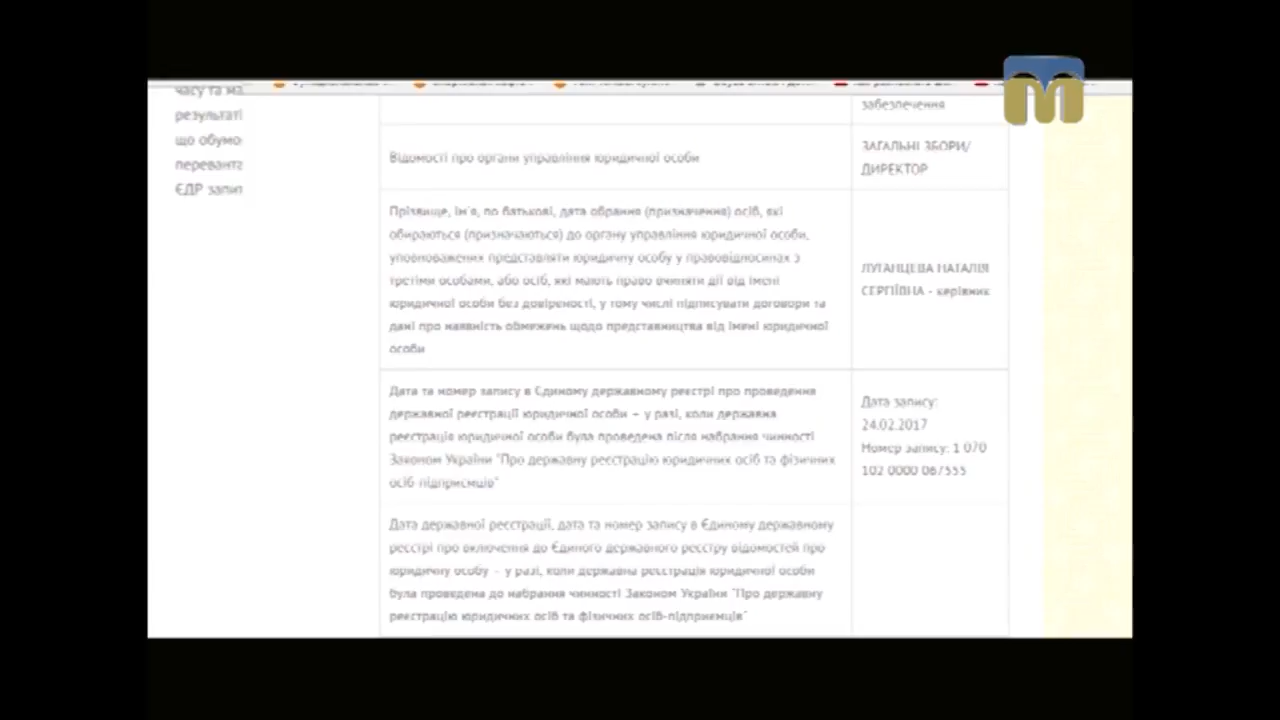 часу та ма
результаті
що обумо
переванта
ЄДР запит
забезпечення
Відомості про органи управління юридичної особи
ЗАГАЛЬНІ ЗБОРИ/
ДИРЕКТОР
Прізвище, ім'я, по батькові, дата обрання (призначення) осіб, які
обираються (призначаються) до органу управління юридичної особи,
уповноважених представляти юридичну особу у правовідносинах з
третіми особами, або осіб, які мають право вчиняти дії від імені
юридичної особи без довіреності, у тому числі підписувати договори та
дані про наявність обмежень щодо представництва від імені юридичної
особи
ЛУГАНЦЕВА НАТАЛІЯ
СЕРГІЇВНА - керівник
Дата та номер запису в Єдиному державному реєстрі про проведення
державної реєстрації юридичної особи – у разі, коли державна
реєстрація юридичної особи була проведена після набрання чинності
Законом України "Про державну реєстрацію юридичних осіб та фізичних
осіб-підприємців"
Дата запису:
24.02.2017
Номер запису: 1 070
102 0000 067555
Дата державної реєстрації, дата та номер запису в Єдиному державному
реєстрі про включення до Єдиного державного реєстру відомостей про
юридичну особу – у разі, коли державна реєстрація юридичної особи
була проведена до набрання чинності Законом України "Про державну
реєстрацію юридичних осіб та фізичних осіб-підприємців"